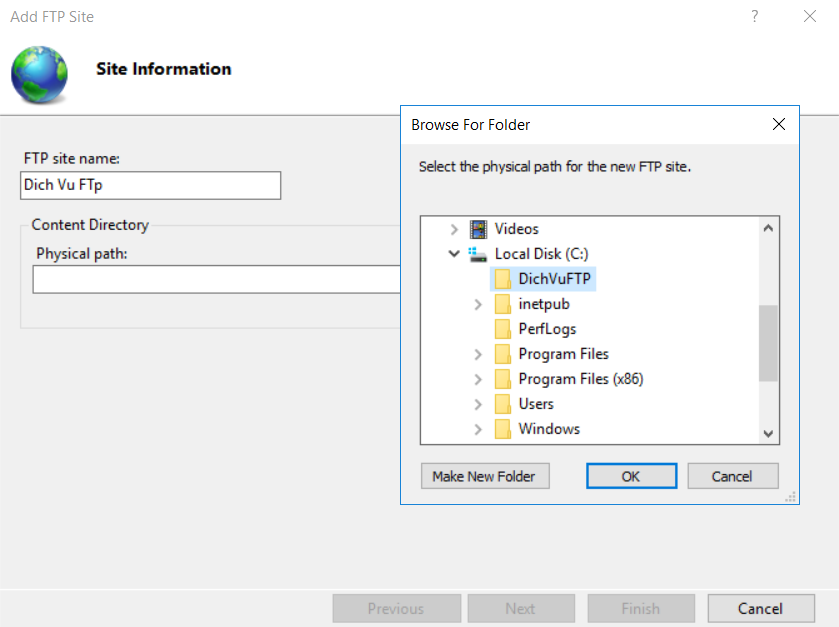 Add FTP Site
?
Site Information
FTP site name:
Dich Vu FTp
Content Directory
Physical path:
Browse For Folder
Select the physical path for the new FTP site.
Videos
Local Disk (C:)
DichVuFTP
inetpub
PerfLogs
Program Files
Program Files (x86)
Users
Windows
Make New Folder OK Cancel
Previous Next Finish Cancel